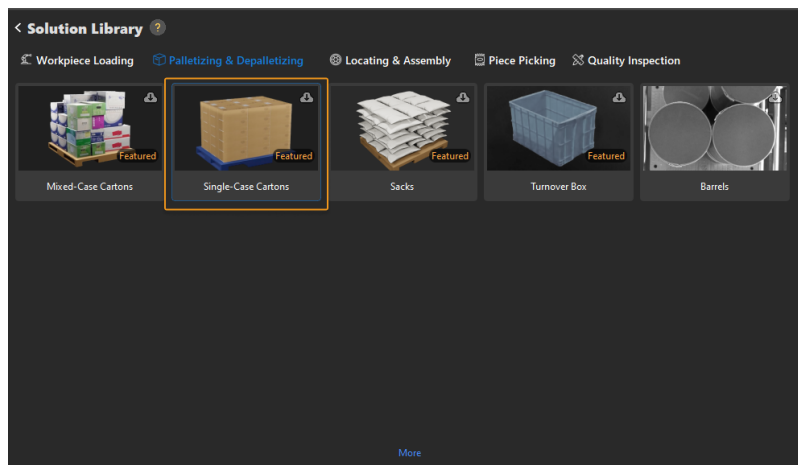 Solution Library ?
Workpiece Loading Palletizing & Depalletizing Locating & Assembly Piece Picking Quality Inspection
Featured Featured Featured Featured
Mixed-Case Cartons Single-Case Cartons Sacks Turnover Box Barrels
More